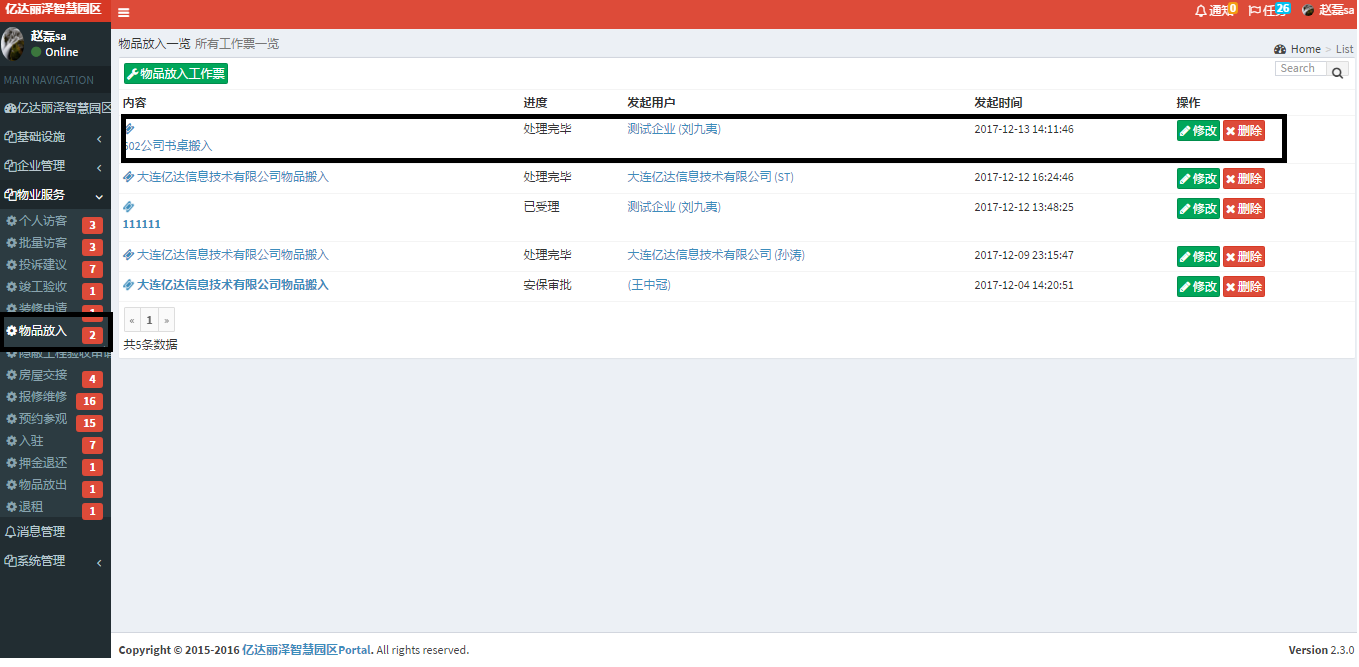 亿达丽泽智慧园区
通知 0 任务 26 赵磊sa
赵磊sa
Online
MAIN NAVIGATION
亿达丽泽智慧园区
基础设施
企业管理
物业服务
个人访客 3
批量访客 3
投诉建议 7
竣工验收 1
装修申请 1
物品放入 2
隐蔽工程验收申请
房屋交接 4
报修维修 16
预约参观 15
入驻 7
押金退还 1
物品放出 1
退租 1
消息管理
系统管理
物品放入一览 所有工作票一览
Home > List
物品放入工作票
Search
内容 进度 发起用户 发起时间 操作
502公司书桌搬入 处理完毕 测试企业 (刘九夷) 2017-12-13 14:11:46 修改 删除
大连亿达信息技术有限公司物品搬入 处理完毕 大连亿达信息技术有限公司 (ST) 2017-12-12 16:24:46 修改 删除
111111 已受理 测试企业 (刘九夷) 2017-12-12 13:48:25 修改 删除
大连亿达信息技术有限公司物品搬入 处理完毕 大连亿达信息技术有限公司 (孙涛) 2017-12-09 23:15:47 修改 删除
大连亿达信息技术有限公司物品搬入 安保审批 (王中冠) 2017-12-04 14:20:51 修改 删除
« 1 »
共5条数据
Copyright © 2015-2016 亿达丽泽智慧园区Portal. All rights reserved.
Version 2.3.0